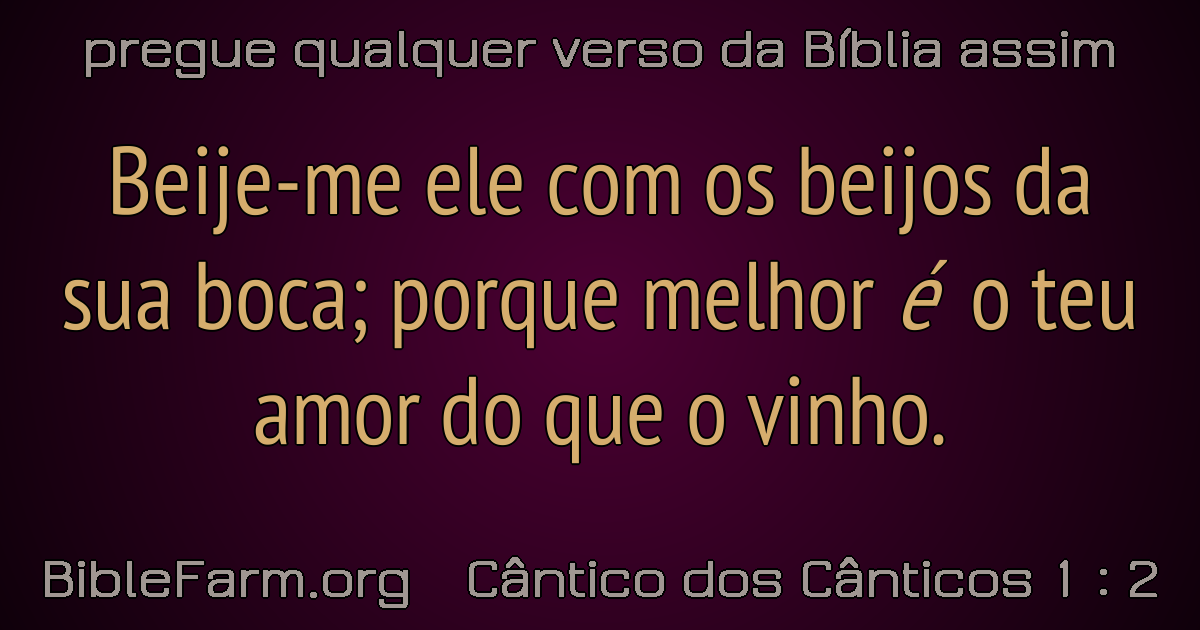 pregue qualquer verso da Bíblia assim
Beije-me ele com os beijos da
sua boca; porque melhor é o teu
amor do que o vinho.
BibleFarm.org Cântico dos Cânticos 1 : 2